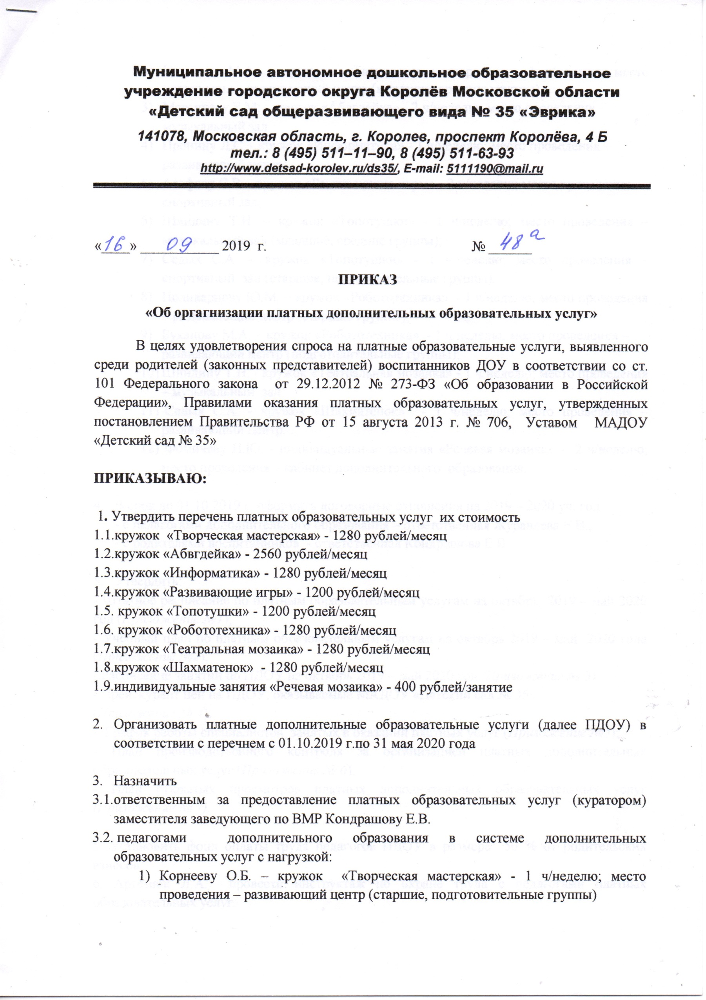 Муниципальное автономное дошкольное образовательное
учреждение городского округа Королёв Московской области
«Детский сад общеразвивающего вида № 35 «Эврика»
141078, Московская область, г. Королев, проспект Королёва, 4 Б
тел.: 8 (495) 511–11–90, 8 (495) 511-63-93
http://www.detsad-korolev.ru/ds35/, E-mail: 5111190@mail.ru
«16» 09 2019 г. № 48 а
ПРИКАЗ
«Об оргагнизации платных дополнительных образовательных услуг»
В целях удовлетворения спроса на платные образовательные услуги, выявленного
среди родителей (законных представителей) воспитанников ДОУ в соответствии со ст.
101 Федерального закона от 29.12.2012 № 273-ФЗ «Об образовании в Российской
Федерации», Правилами оказания платных образовательных услуг, утвержденных
постановлением Правительства РФ от 15 августа 2013 г. № 706, Уставом МАДОУ
«Детский сад № 35»
ПРИКАЗЫВАЮ:
1. Утвердить перечень платных образовательных услуг их стоимость
1.1.кружок «Творческая мастерская» - 1280 рублей/месяц
1.2.кружок «Абвгдейка» - 2560 рублей/месяц
1.3.кружок «Информатика» - 1280 рублей/месяц
1.4.кружок «Развивающие игры» - 1200 рублей/месяц
1.5. кружок «Топотушки» - 1200 рублей/месяц
1.6. кружок «Робототехника» - 1280 рублей/месяц
1.7.кружок «Театральная мозаика» - 1280 рублей/месяц
1.8.кружок «Шахматенок» - 1280 рублей/месяц
1.9.индивидуальные занятия «Речевая мозаика» - 400 рублей/занятие
2. Организовать платные дополнительные образовательные услуги (далее ПДОУ) в
соответствии с перечнем с 01.10.2019 г.по 31 мая 2020 года
3. Назначить
3.1.ответственным за предоставление платных образовательных услуг (куратором)
заместителя заведующего по ВМР Кондрашову Е.В.
3.2. педагогами дополнительного образования в системе дополнительных
образовательных услуг с нагрузкой:
1) Корнееву О.Б. – кружок «Творческая мастерская» - 1 ч/неделю; место
проведения – развивающий центр (старшие, подготовительные группы)